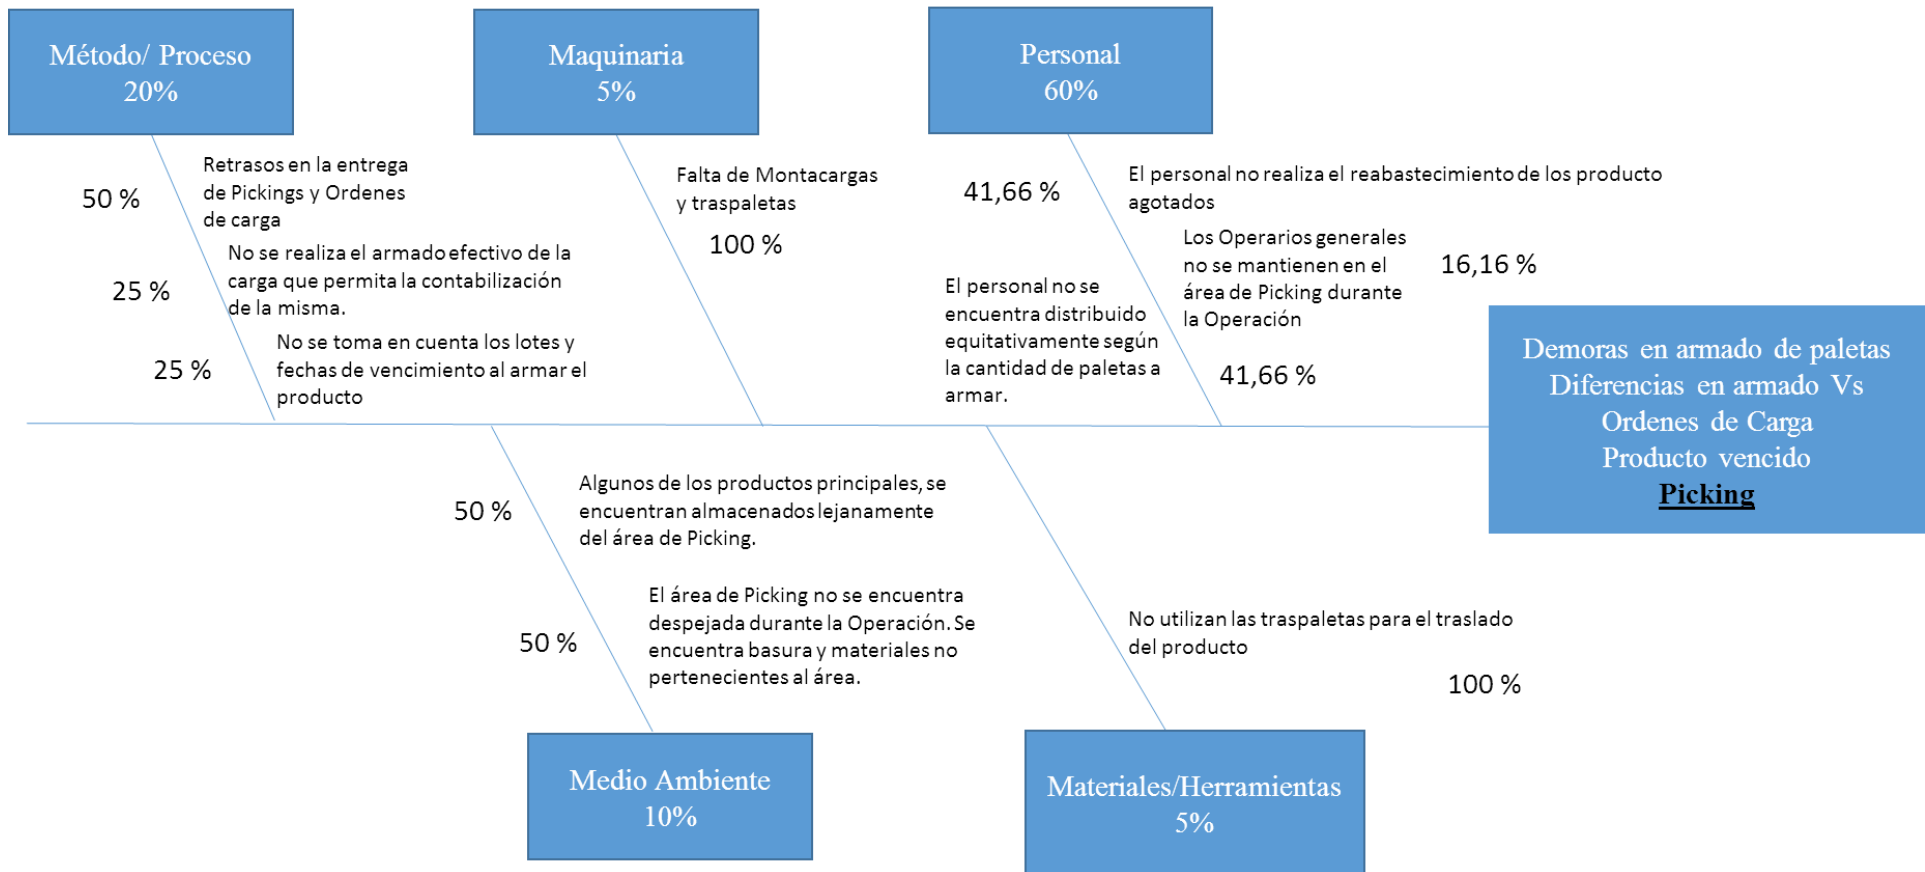 Método/ Proceso
20%
Maquinaria
5%
Personal
60%
50 %
Retrasos en la entrega
de Pickings y Ordenes
de carga
25 %
No se realiza el armado efectivo de la
carga que permita la contabilización
de la misma.
25 %
No se toma en cuenta los lotes y
fechas de vencimiento al armar el
producto
Falta de Montacargas
y traspaletas
100 %
41,66 %
El personal no realiza el reabastecimiento de los producto
agotados
Los Operarios generales
no se mantienen en el
área de Picking durante
la Operación
16,16 %
El personal no se
encuentra distribuido
equitativamente según
la cantidad de paletas a
armar.
41,66 %
Demoras en armado de paletas
Diferencias en armado Vs
Ordenes de Carga
Producto vencido
Picking
50 %
Algunos de los productos principales, se
encuentran almacenados lejanamente
del área de Picking.
50 %
El área de Picking no se encuentra
despejada durante la Operación. Se
encuentra basura y materiales no
pertenecientes al área.
No utilizan las traspaletas para el traslado
del producto
100 %
Medio Ambiente
10%
Materiales/Herramientas
5%